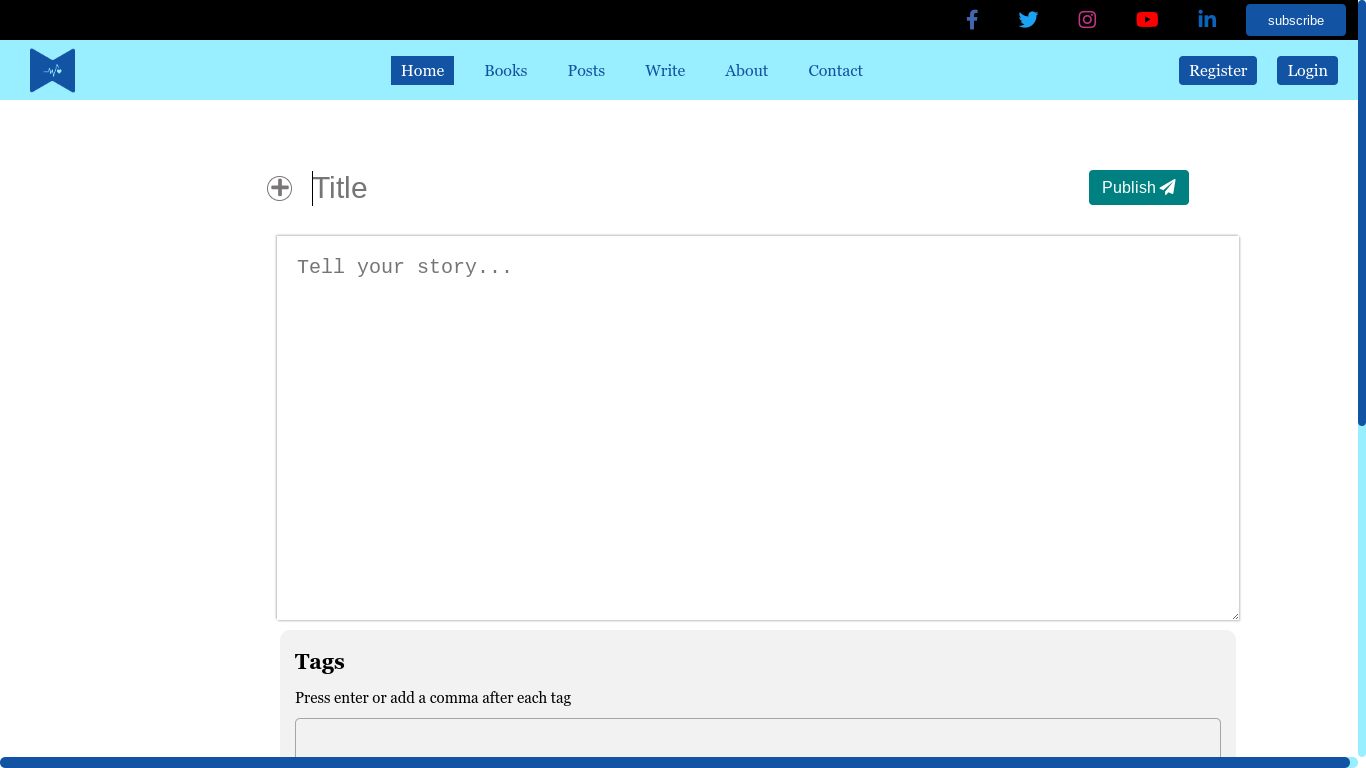 subscribe
Home Books Posts Write About Contact Register Login
Title Publish
Tell your story...
Tags
Press enter or add a comma after each tag